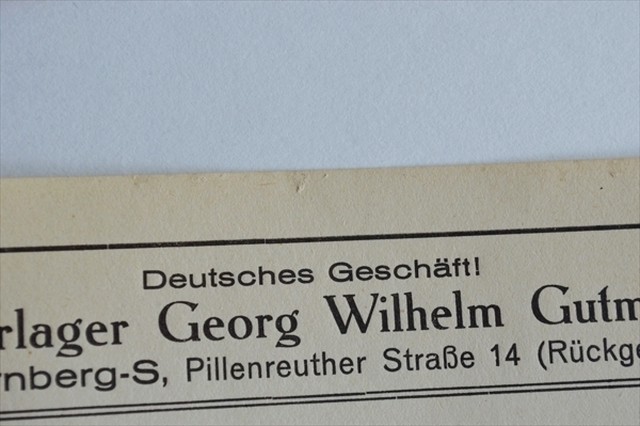 Deutsches Geschäft!
rlager Georg Wilhelm Gutm
rnberg-S, Pillenreuther Straße 14 (Rückge